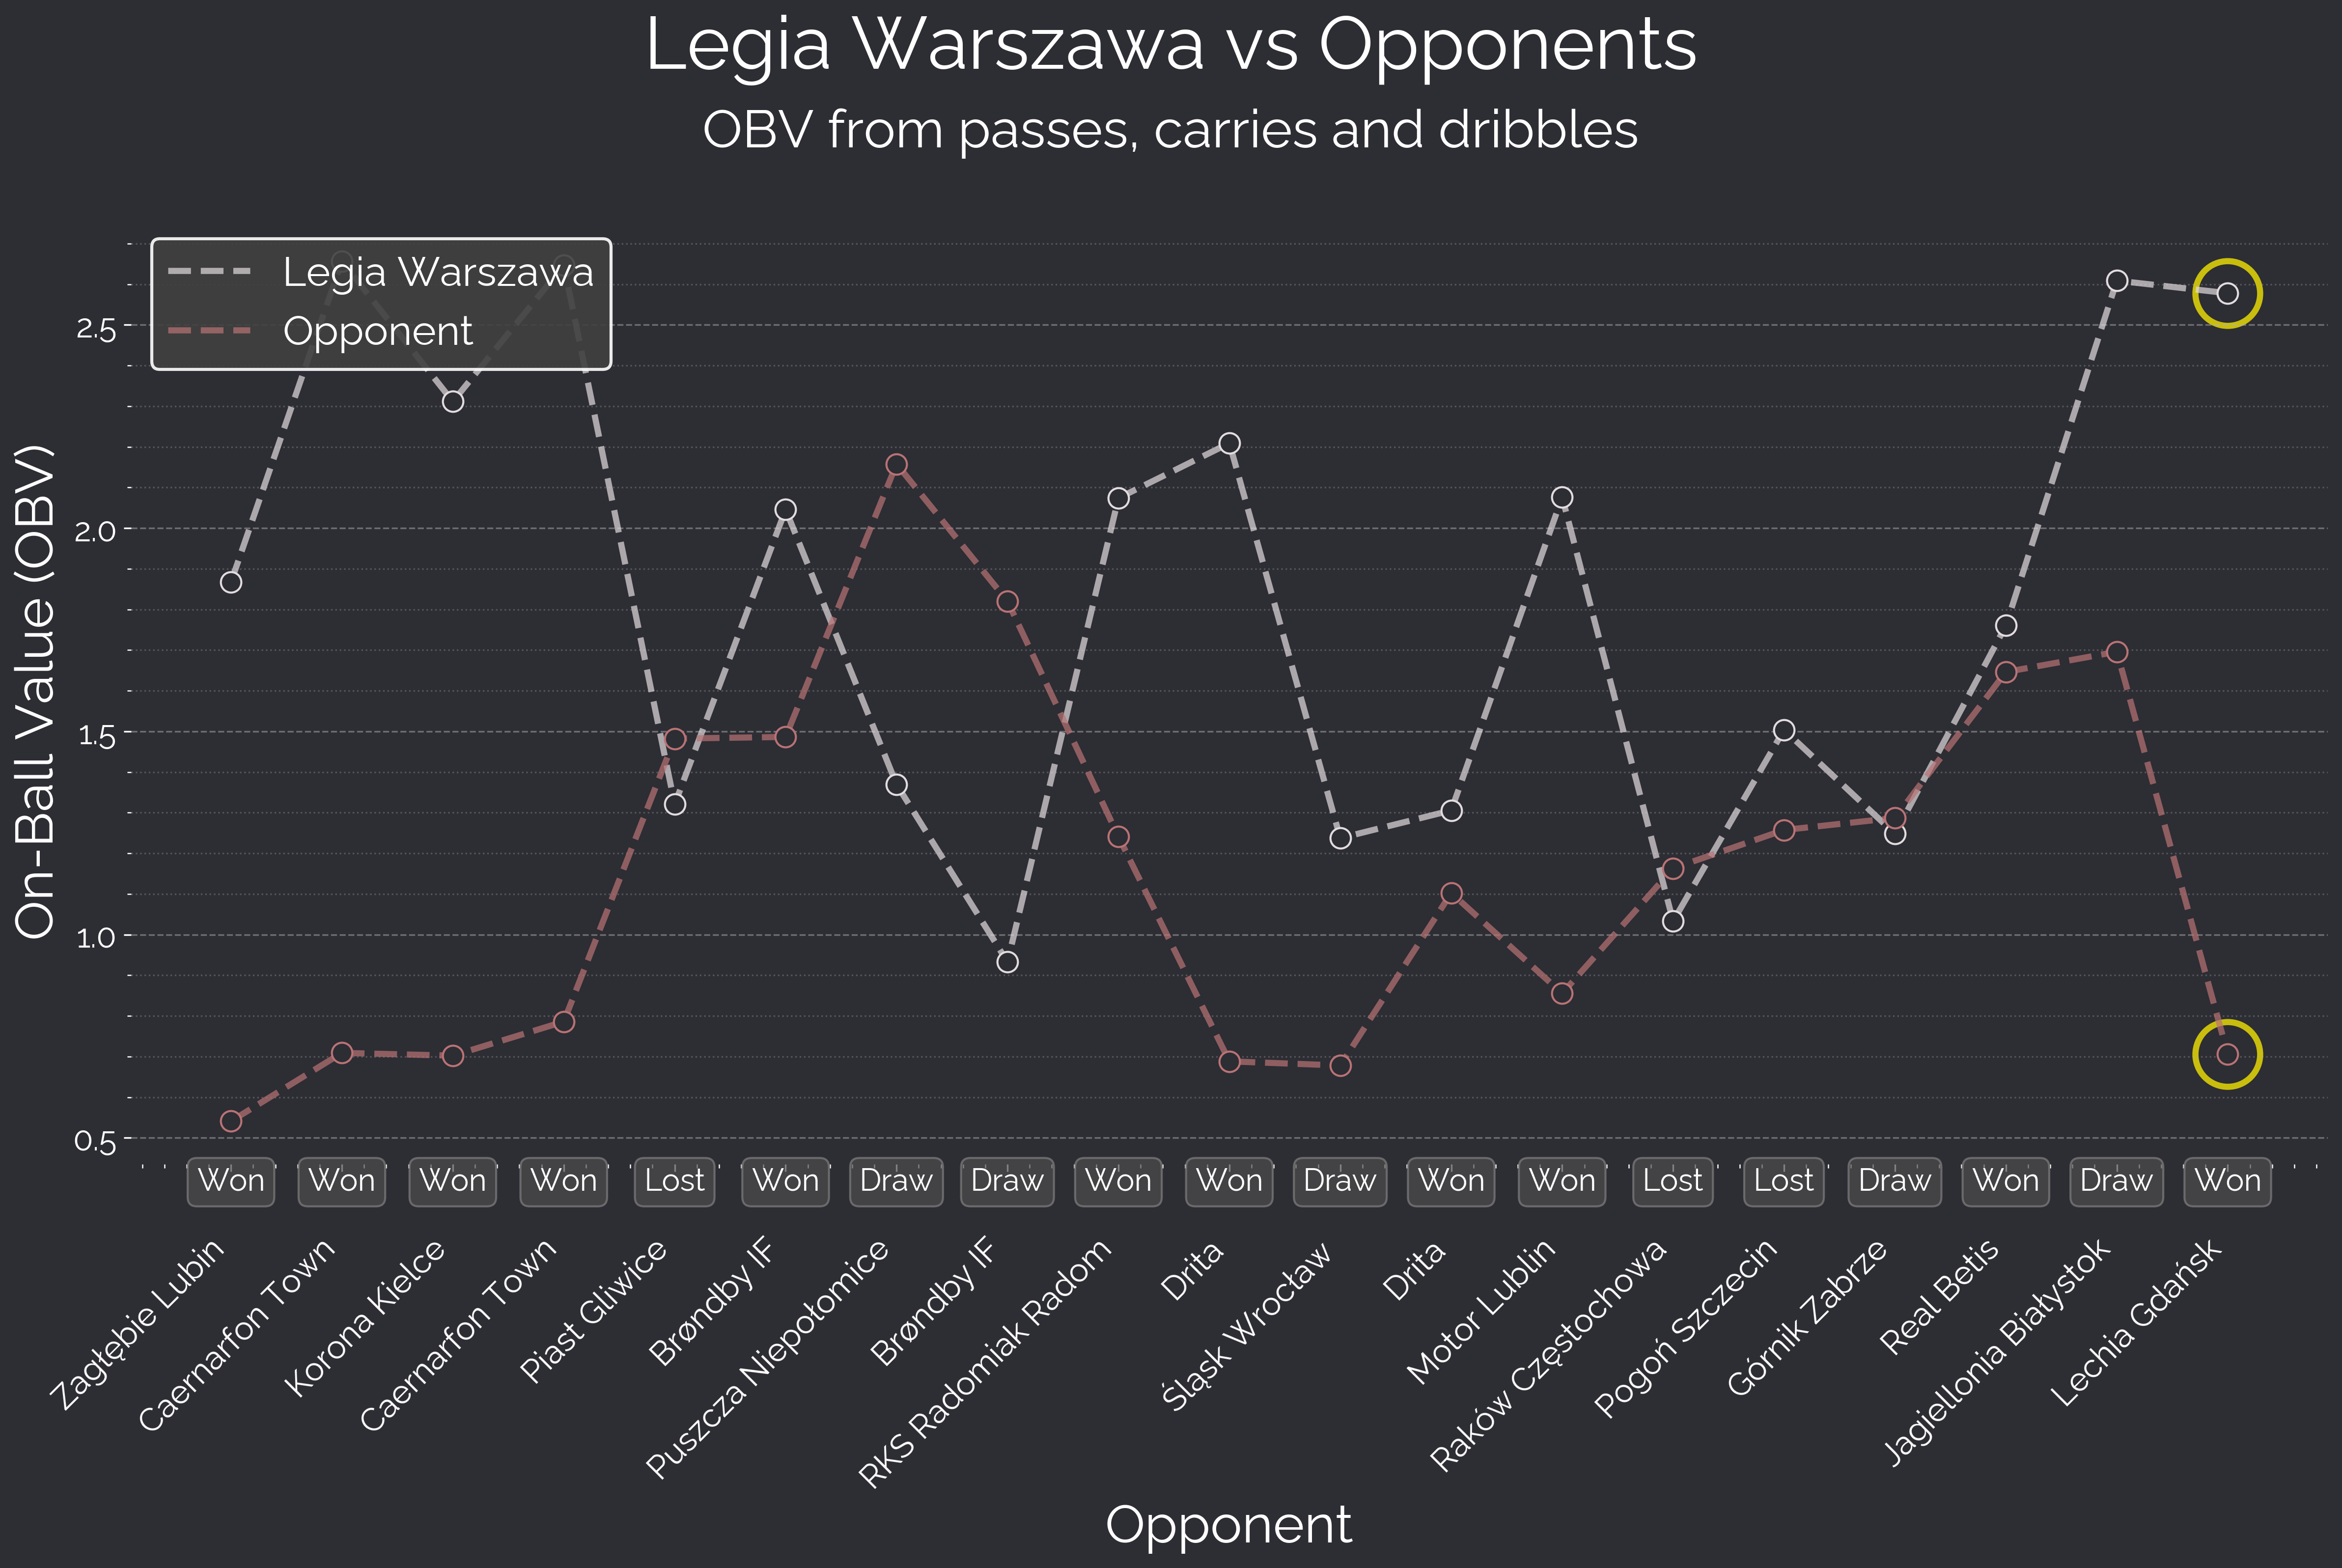 Legia Warszawa vs Opponents
OBV from passes, carries and dribbles
Legia Warszawa
Opponent
On-Ball Value (OBV)
2.5
2.0
1.5
1.0
0.5
Won Won Won Won Lost Won Draw Draw Won Won Draw Won Won Lost Lost Draw Won Draw Won
Zagłębie Lubin
Caernarfon Town
Korona Kielce
Caernarfon Town
Piast Gliwice
Brøndby IF
Puszcza Niepołomice
Brøndby IF
RKS Radomiak Radom
Drita
Śląsk Wrocław
Drita
Motor Lublin
Raków Częstochowa
Pogoń Szczecin
Górnik Zabrze
Real Betis
Jagiellonia Białystok
Lechia Gdańsk
Opponent